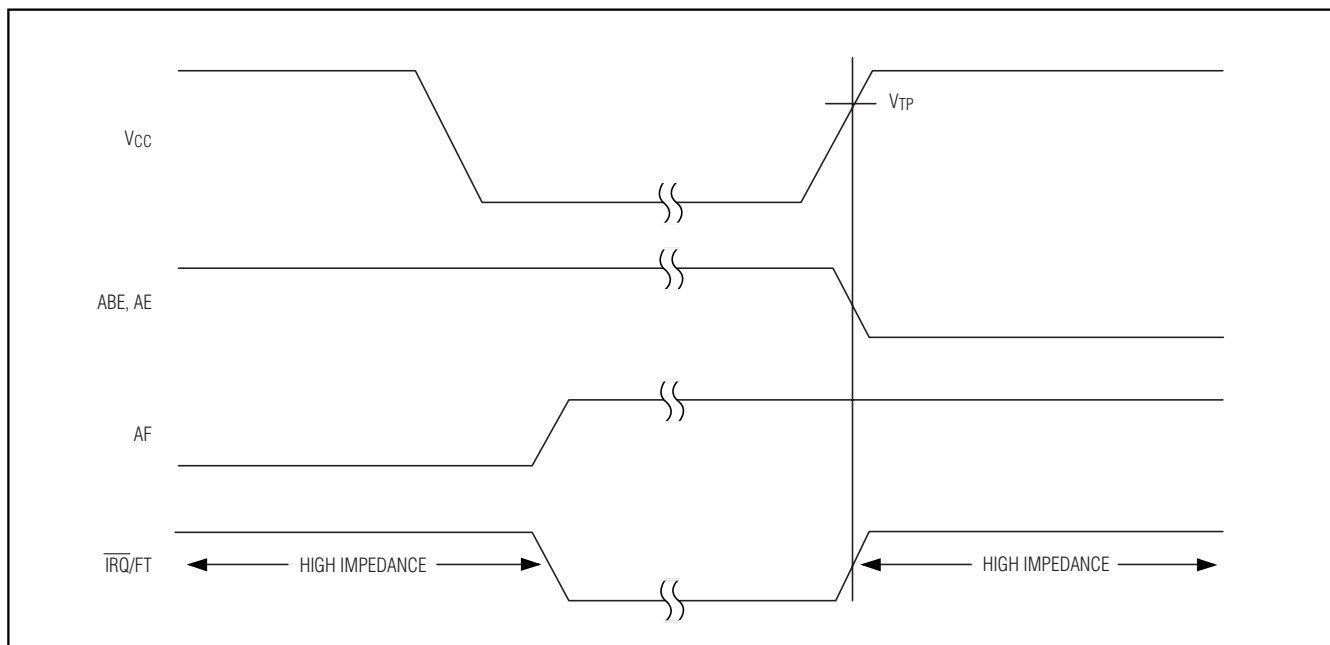 VCC
VTP
ABE, AE
AF
IRQ/FT
HIGH IMPEDANCE
HIGH IMPEDANCE